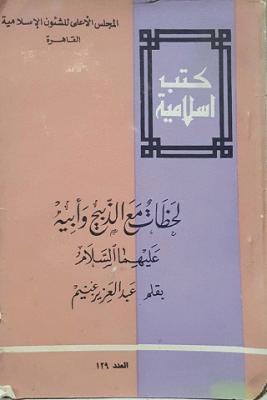 المجلس الأعلى للشئون الإسلامية
القاهرة
كتب
اسلامية
لحظات مع الذبيح وأبيه
عليهما السلام
بقلم عبد العزيز غنيم
العدد ١٢٩